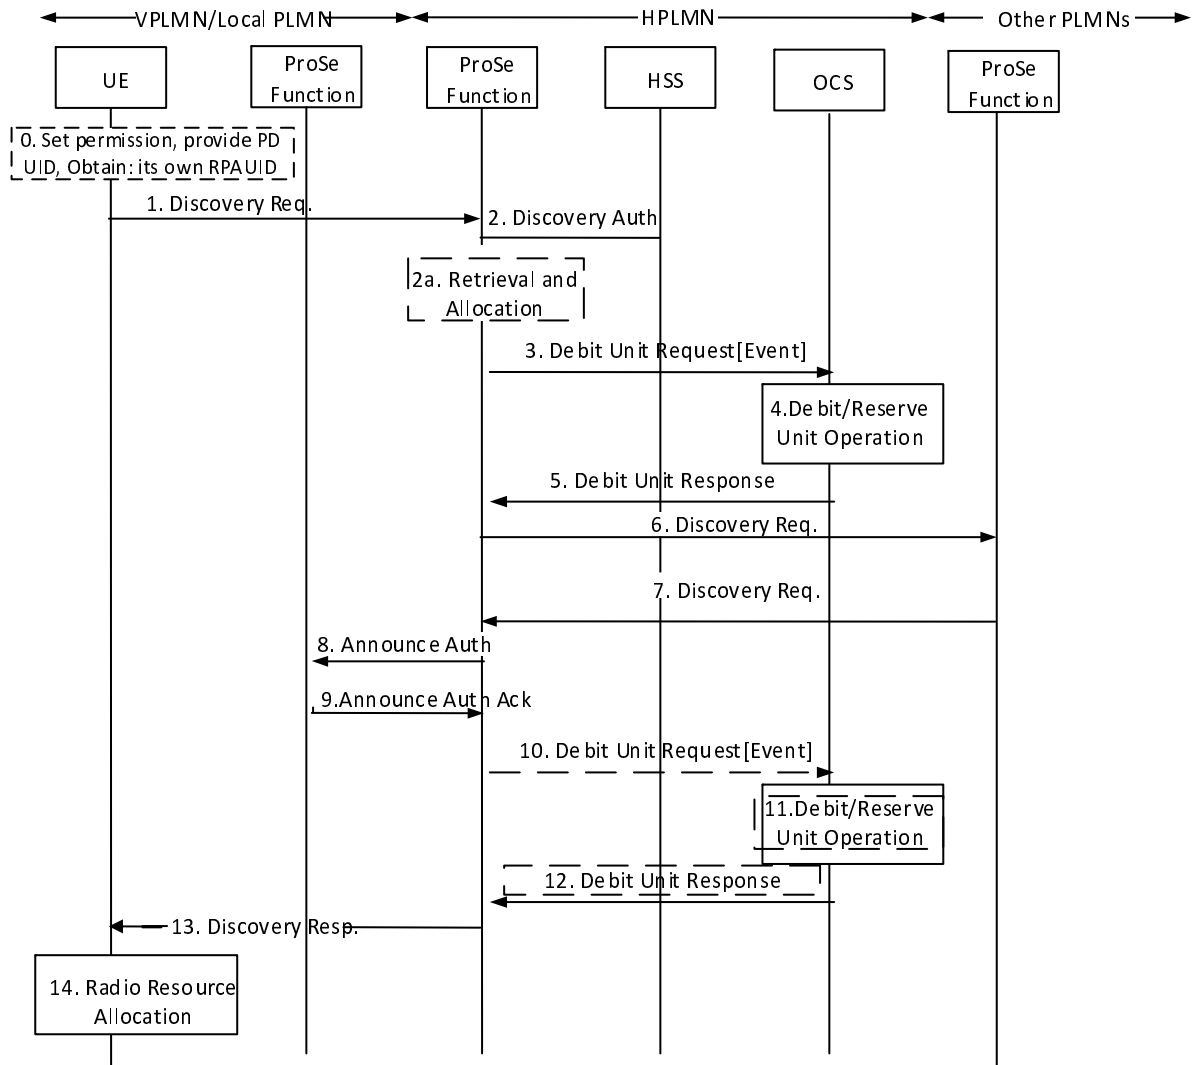 VPLMN/Local PLMN
HPLMN
Other PLMNs
UE
ProSe
Function
ProSe
Function
HSS
OCS
ProSe
Function
0. Set permission, provide PD
UID, Obtain: its own RPAUID
1. Discovery Req.
2. Discovery Auth
2a. Retrieval and
Allocation
3. Debit Unit Request[Event]
4.Debit/Reserve
Unit Operation
5. Debit Unit Response
6. Discovery Req.
7. Discovery Req.
8. Announce Auth
9.Announce Auth Ack
10. Debit Unit Request[Event]
11.Debit/Reserve
Unit Operation
12. Debit Unit Response
13. Discovery Resp.
14. Radio Resource
Allocation